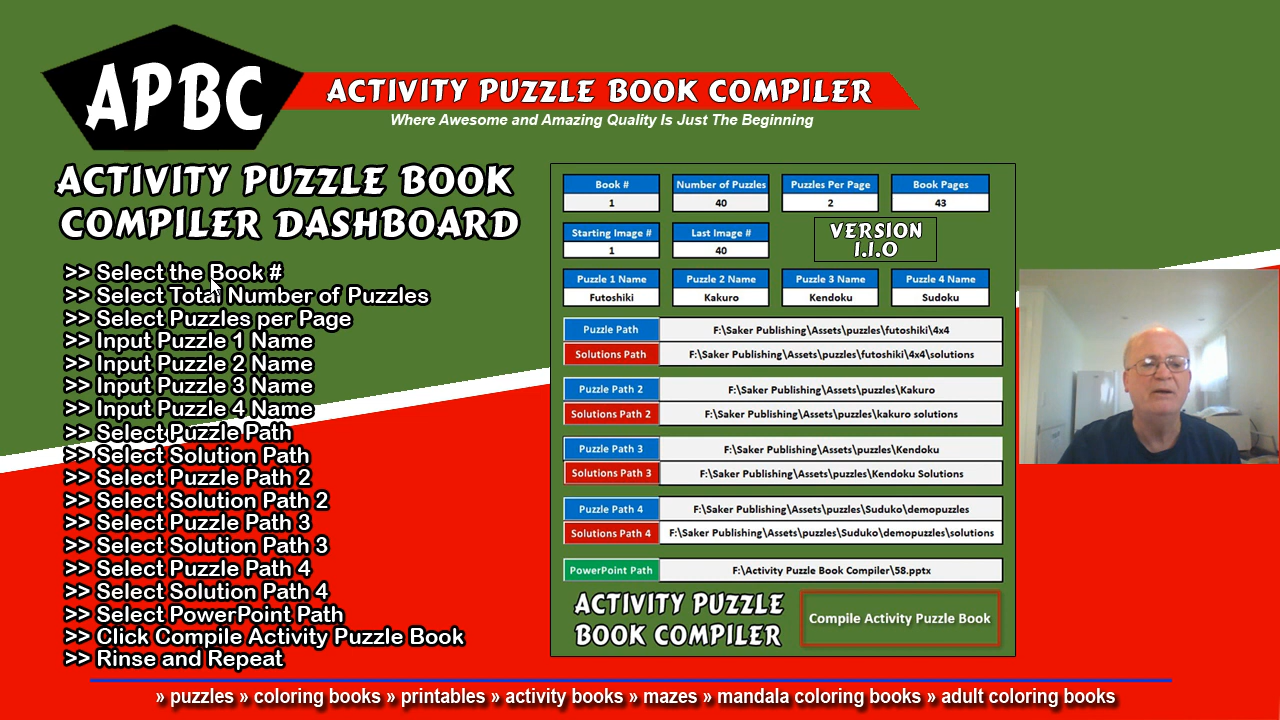 APBC
ACTIVITY PUZZLE BOOK COMPILER
Where Awesome and Amazing Quality Is Just The Beginning
ACTIVITY PUZZLE BOOK
COMPILER DASHBOARD
>> Select the Book #
>> Select Total Number of Puzzles
>> Select Puzzles per Page
>> Input Puzzle 1 Name
>> Input Puzzle 2 Name
>> Input Puzzle 3 Name
>> Input Puzzle 4 Name
>> Select Puzzle Path
>> Select Solution Path
>> Select Puzzle Path 2
>> Select Solution Path 2
>> Select Puzzle Path 3
>> Select Solution Path 3
>> Select Puzzle Path 4
>> Select Solution Path 4
>> Select PowerPoint Path
>> Click Compile Activity Puzzle Book
>> Rinse and Repeat
Book # Number of Puzzles Puzzles Per Page Book Pages
1 40 2 43
Starting Image # Last Image #
1 40
VERSION
1.1.0
Puzzle 1 Name Puzzle 2 Name Puzzle 3 Name Puzzle 4 Name
Futoshiki Kakuro Kendoku Sudoku
Puzzle Path F:\Saker Publishing\Assets\puzzles\futoshiki\4x4
Solutions Path F:\Saker Publishing\Assets\puzzles\futoshiki\4x4\solutions
Puzzle Path 2 F:\Saker Publishing\Assets\puzzles\Kakuro
Solutions Path 2 F:\Saker Publishing\Assets\puzzles\kakuro solutions
Puzzle Path 3 F:\Saker Publishing\Assets\puzzles\Kendoku
Solutions Path 3 F:\Saker Publishing\Assets\puzzles\Kendoku Solutions
Puzzle Path 4 F:\Saker Publishing\Assets\puzzles\Suduko\demopuzzles
Solutions Path 4 F:\Saker Publishing\Assets\puzzles\Suduko\demopuzzles\solutions
PowerPoint Path F:\Activity Puzzle Book Compiler\58.pptx
ACTIVITY PUZZLE
BOOK COMPILER
Compile Activity Puzzle Book
» puzzles » coloring books » printables » activity books » mazes » mandala coloring books » adult coloring books